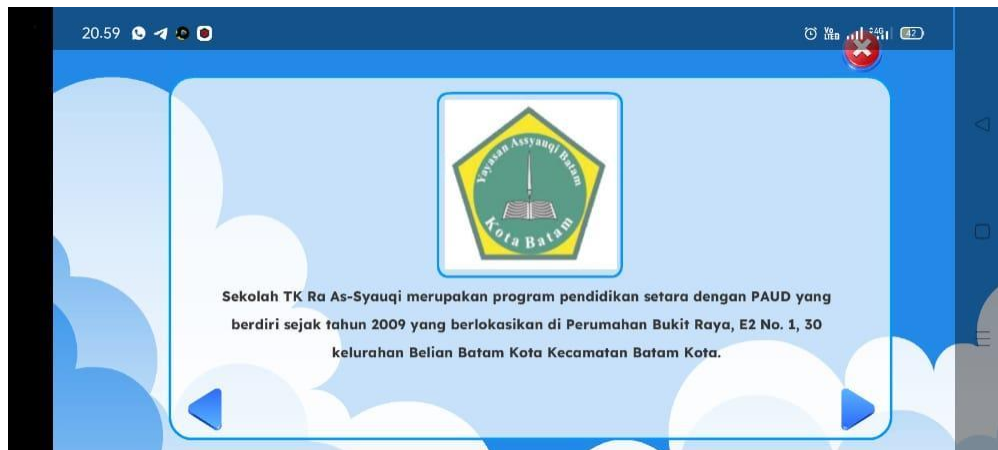 20.59
42
Yayasan Assyauqi Batam
Kota Batam
Sekolah TK Ra As-Syauqi merupakan program pendidikan setara dengan PAUD yang
berdiri sejak tahun 2009 yang berlokasikan di Perumahan Bukit Raya, E2 No. 1, 30
kelurahan Belian Batam Kota Kecamatan Batam Kota.